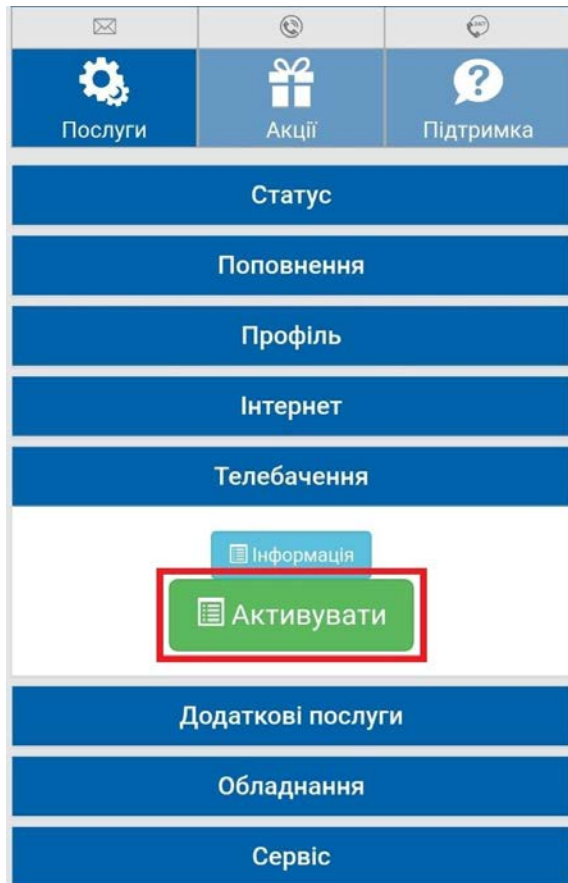 Послуги
Акції
Підтримка
Статус
Поповнення
Профіль
Інтернет
Телебачення
Інформація
Активувати
Додаткові послуги
Обладнання
Сервіс